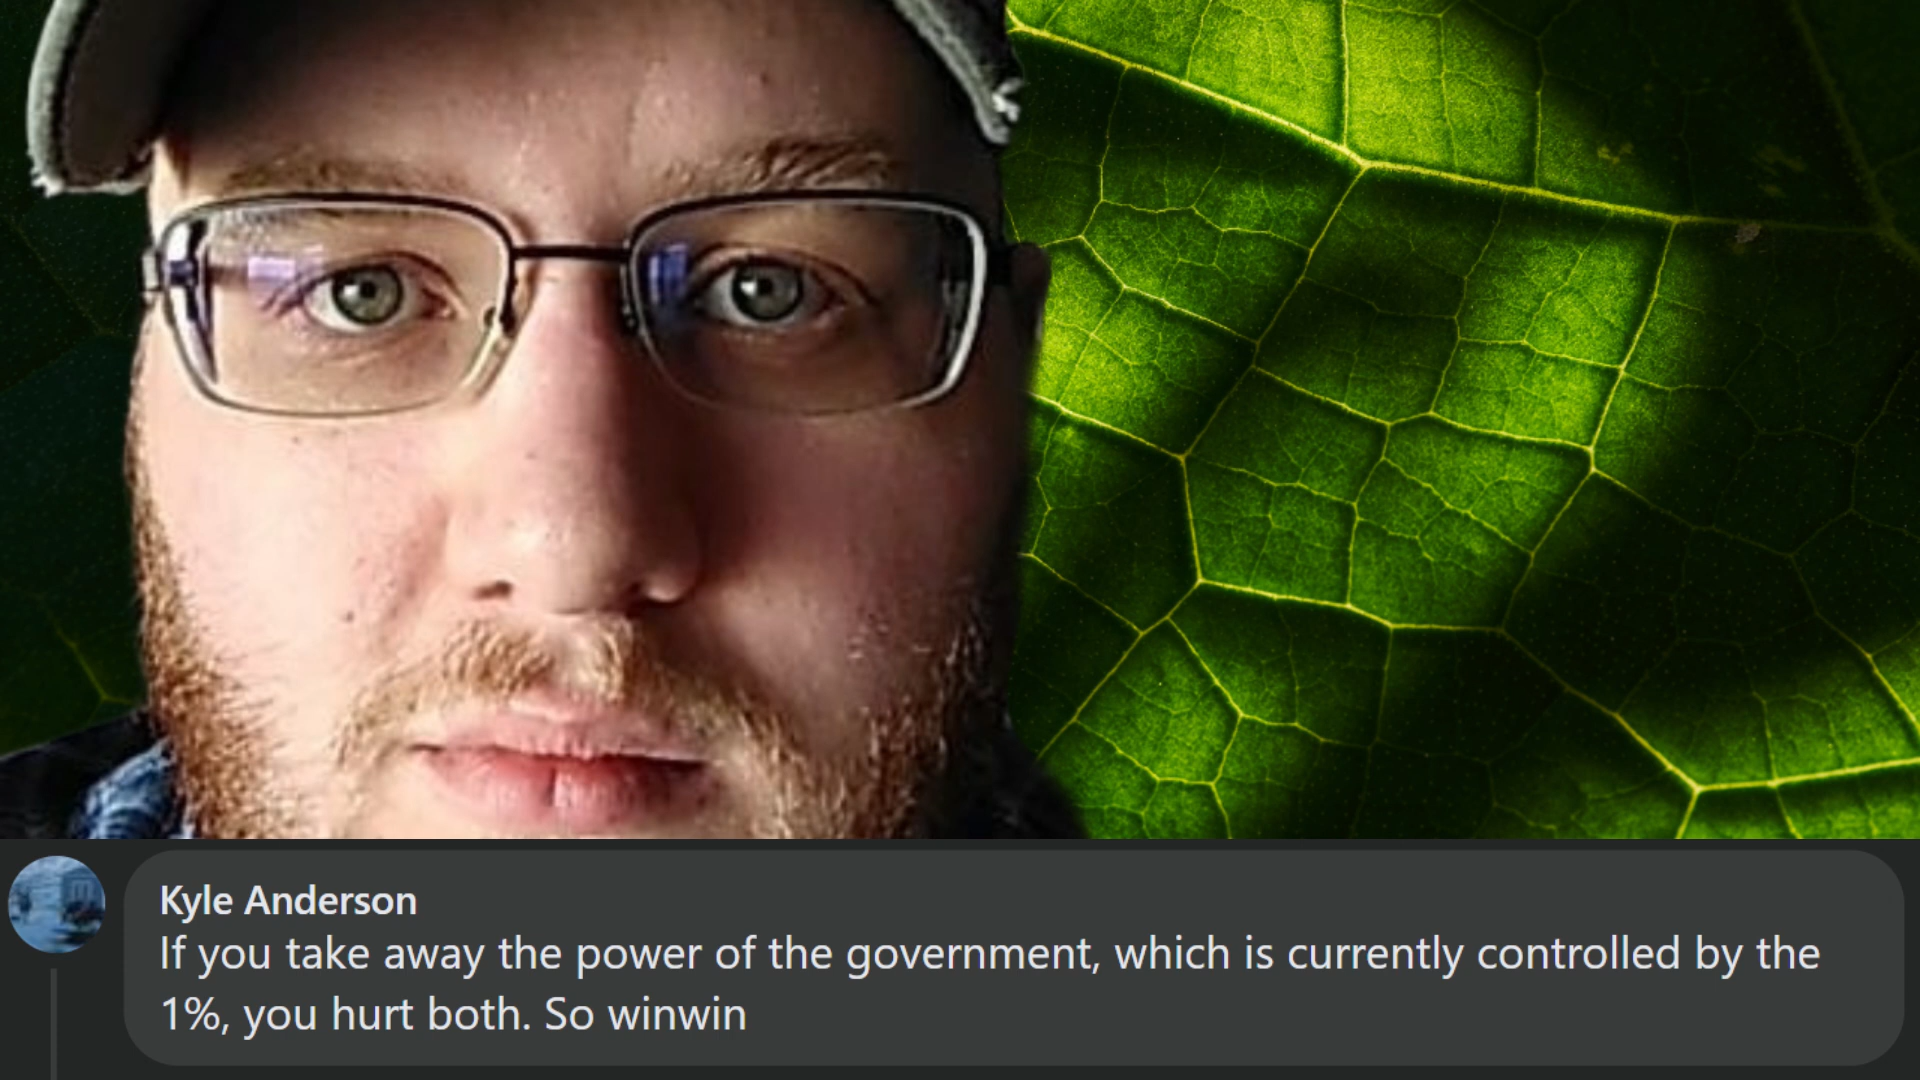 Kyle Anderson
If you take away the power of the government, which is currently controlled by the
1%, you hurt both. So winwin